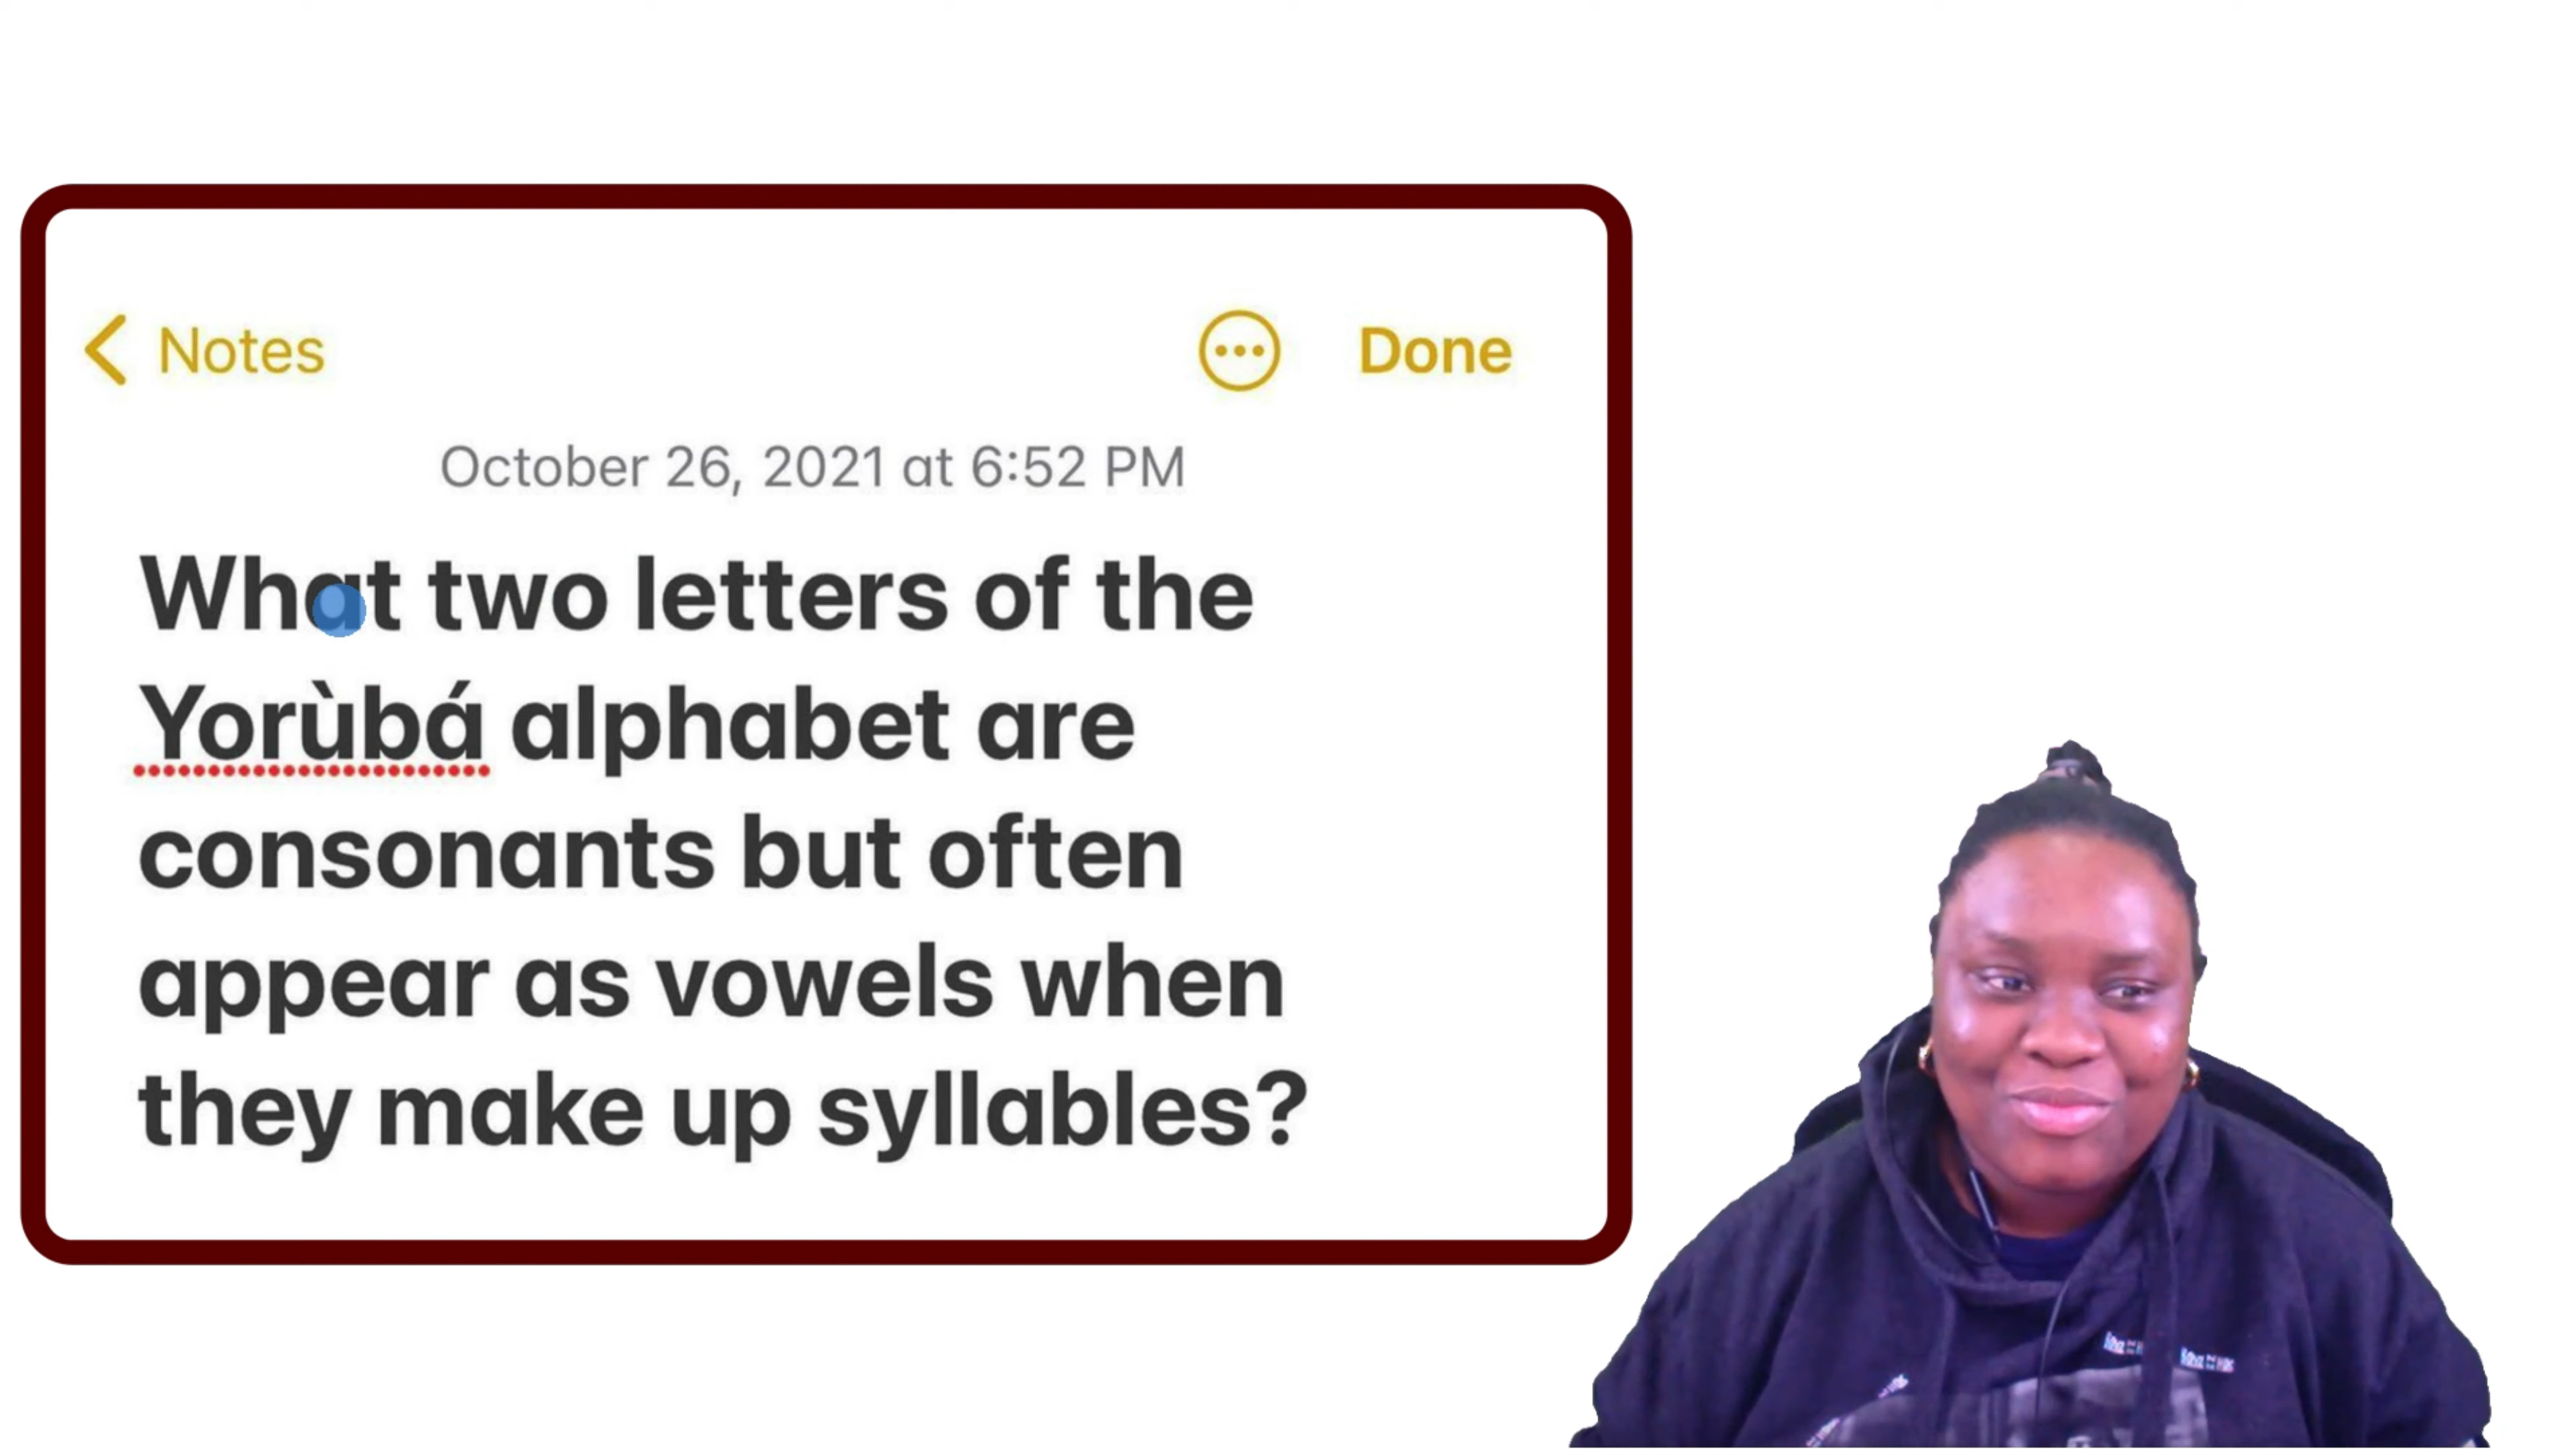 Notes
Done
October 26, 2021 at 6:52 PM
What two letters of the
Yorùbá alphabet are
consonants but often
appear as vowels when
they make up syllables?